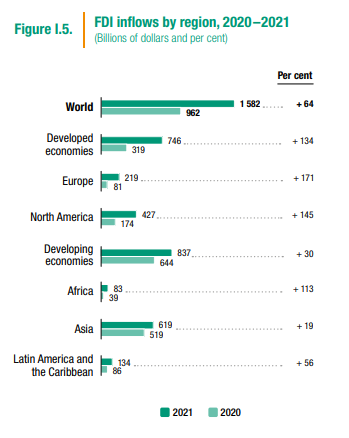 Figure I.5.
FDI inflows by region, 2020–2021
(Billions of dollars and per cent)
Per cent
World 1 582 + 64
962
Developed
economies 746 + 134
319
Europe 219 + 171
81
North America 427 + 145
174
Developing
economies 837 + 30
644
Africa 83 + 113
39
Asia 619 + 19
519
Latin America and
the Caribbean 134 + 56
86
2021 2020